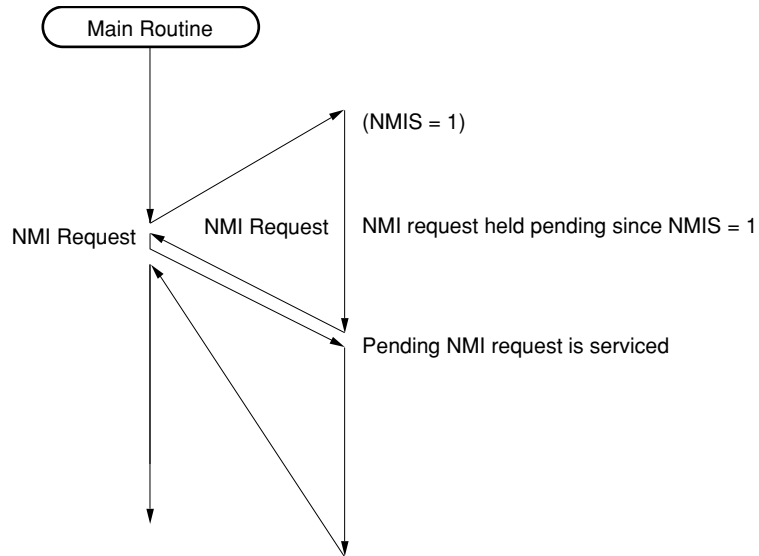 Main Routine
(NMIS = 1)
NMI Request
NMI Request
NMI request held pending since NMIS = 1
Pending NMI request is serviced